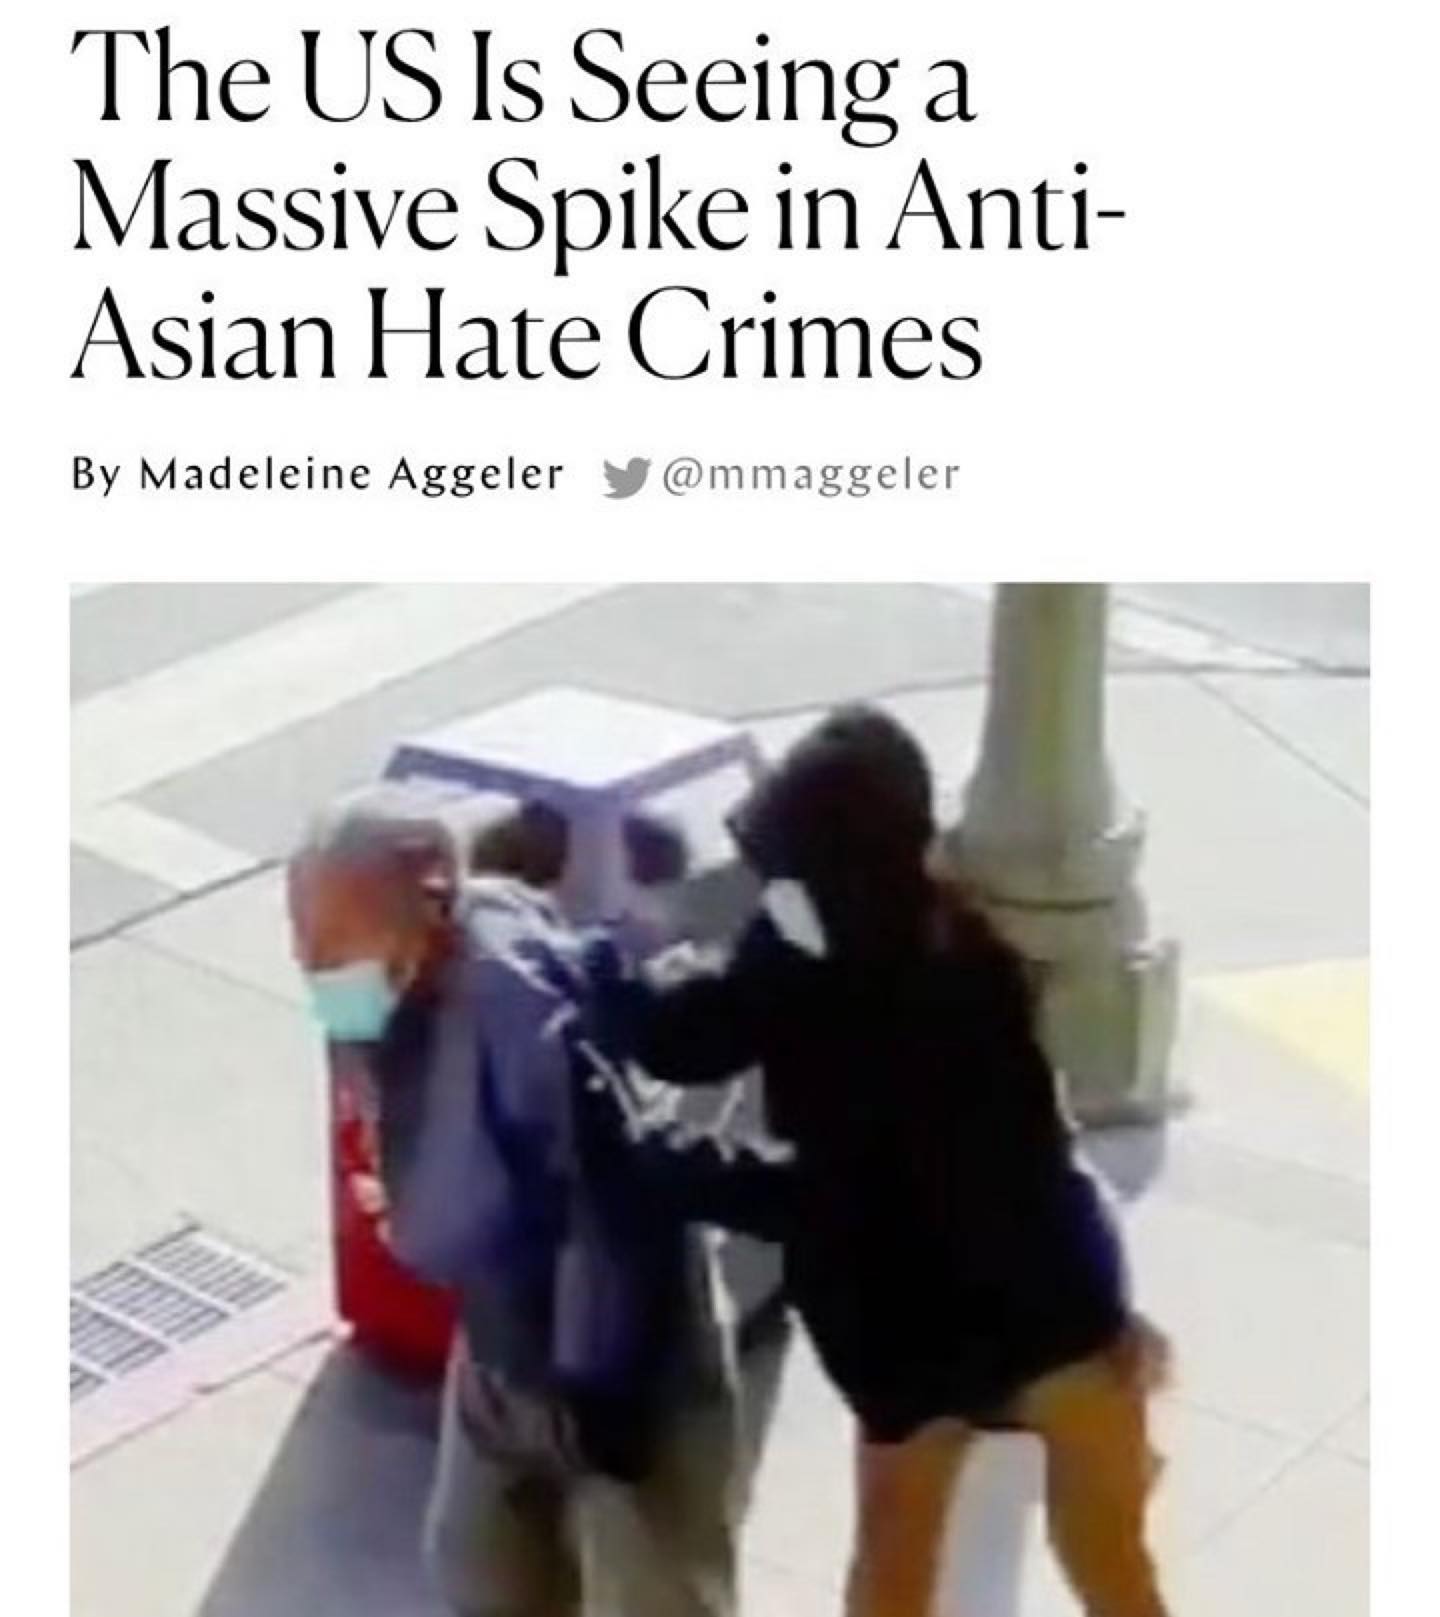 The US Is Seeing a
Massive Spike in Anti-
Asian Hate Crimes
By Madeleine Aggeler @mmaggeler